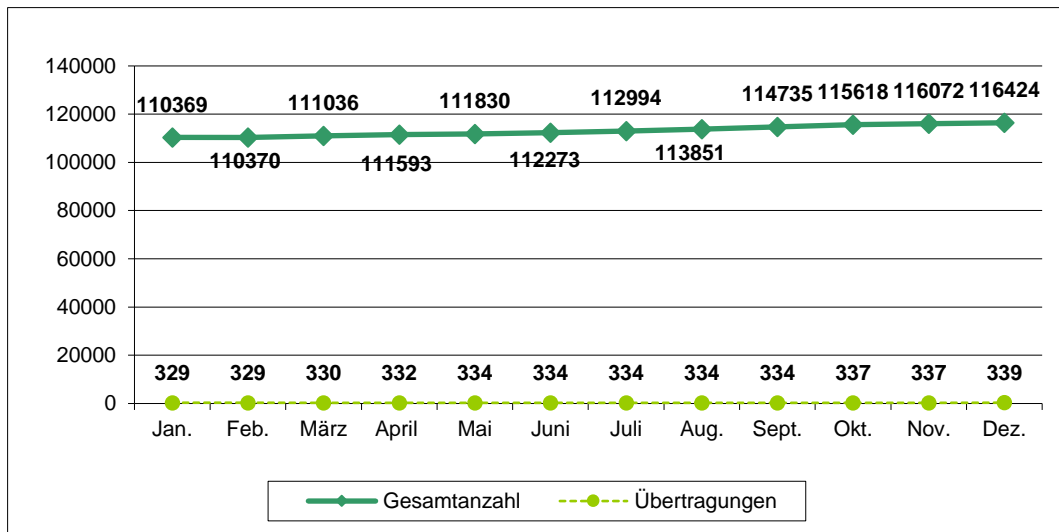 140000
120000
100000
80000
60000
40000
20000
0
110369 111036 111830 112994 114735 115618 116072 116424
110370 111593 112273 113851
329 329 330 332 334 334 334 334 334 337 337 339
Jan. Feb. März April Mai Juni Juli Aug. Sept. Okt. Nov. Dez.
Gesamtanzahl Übertragungen